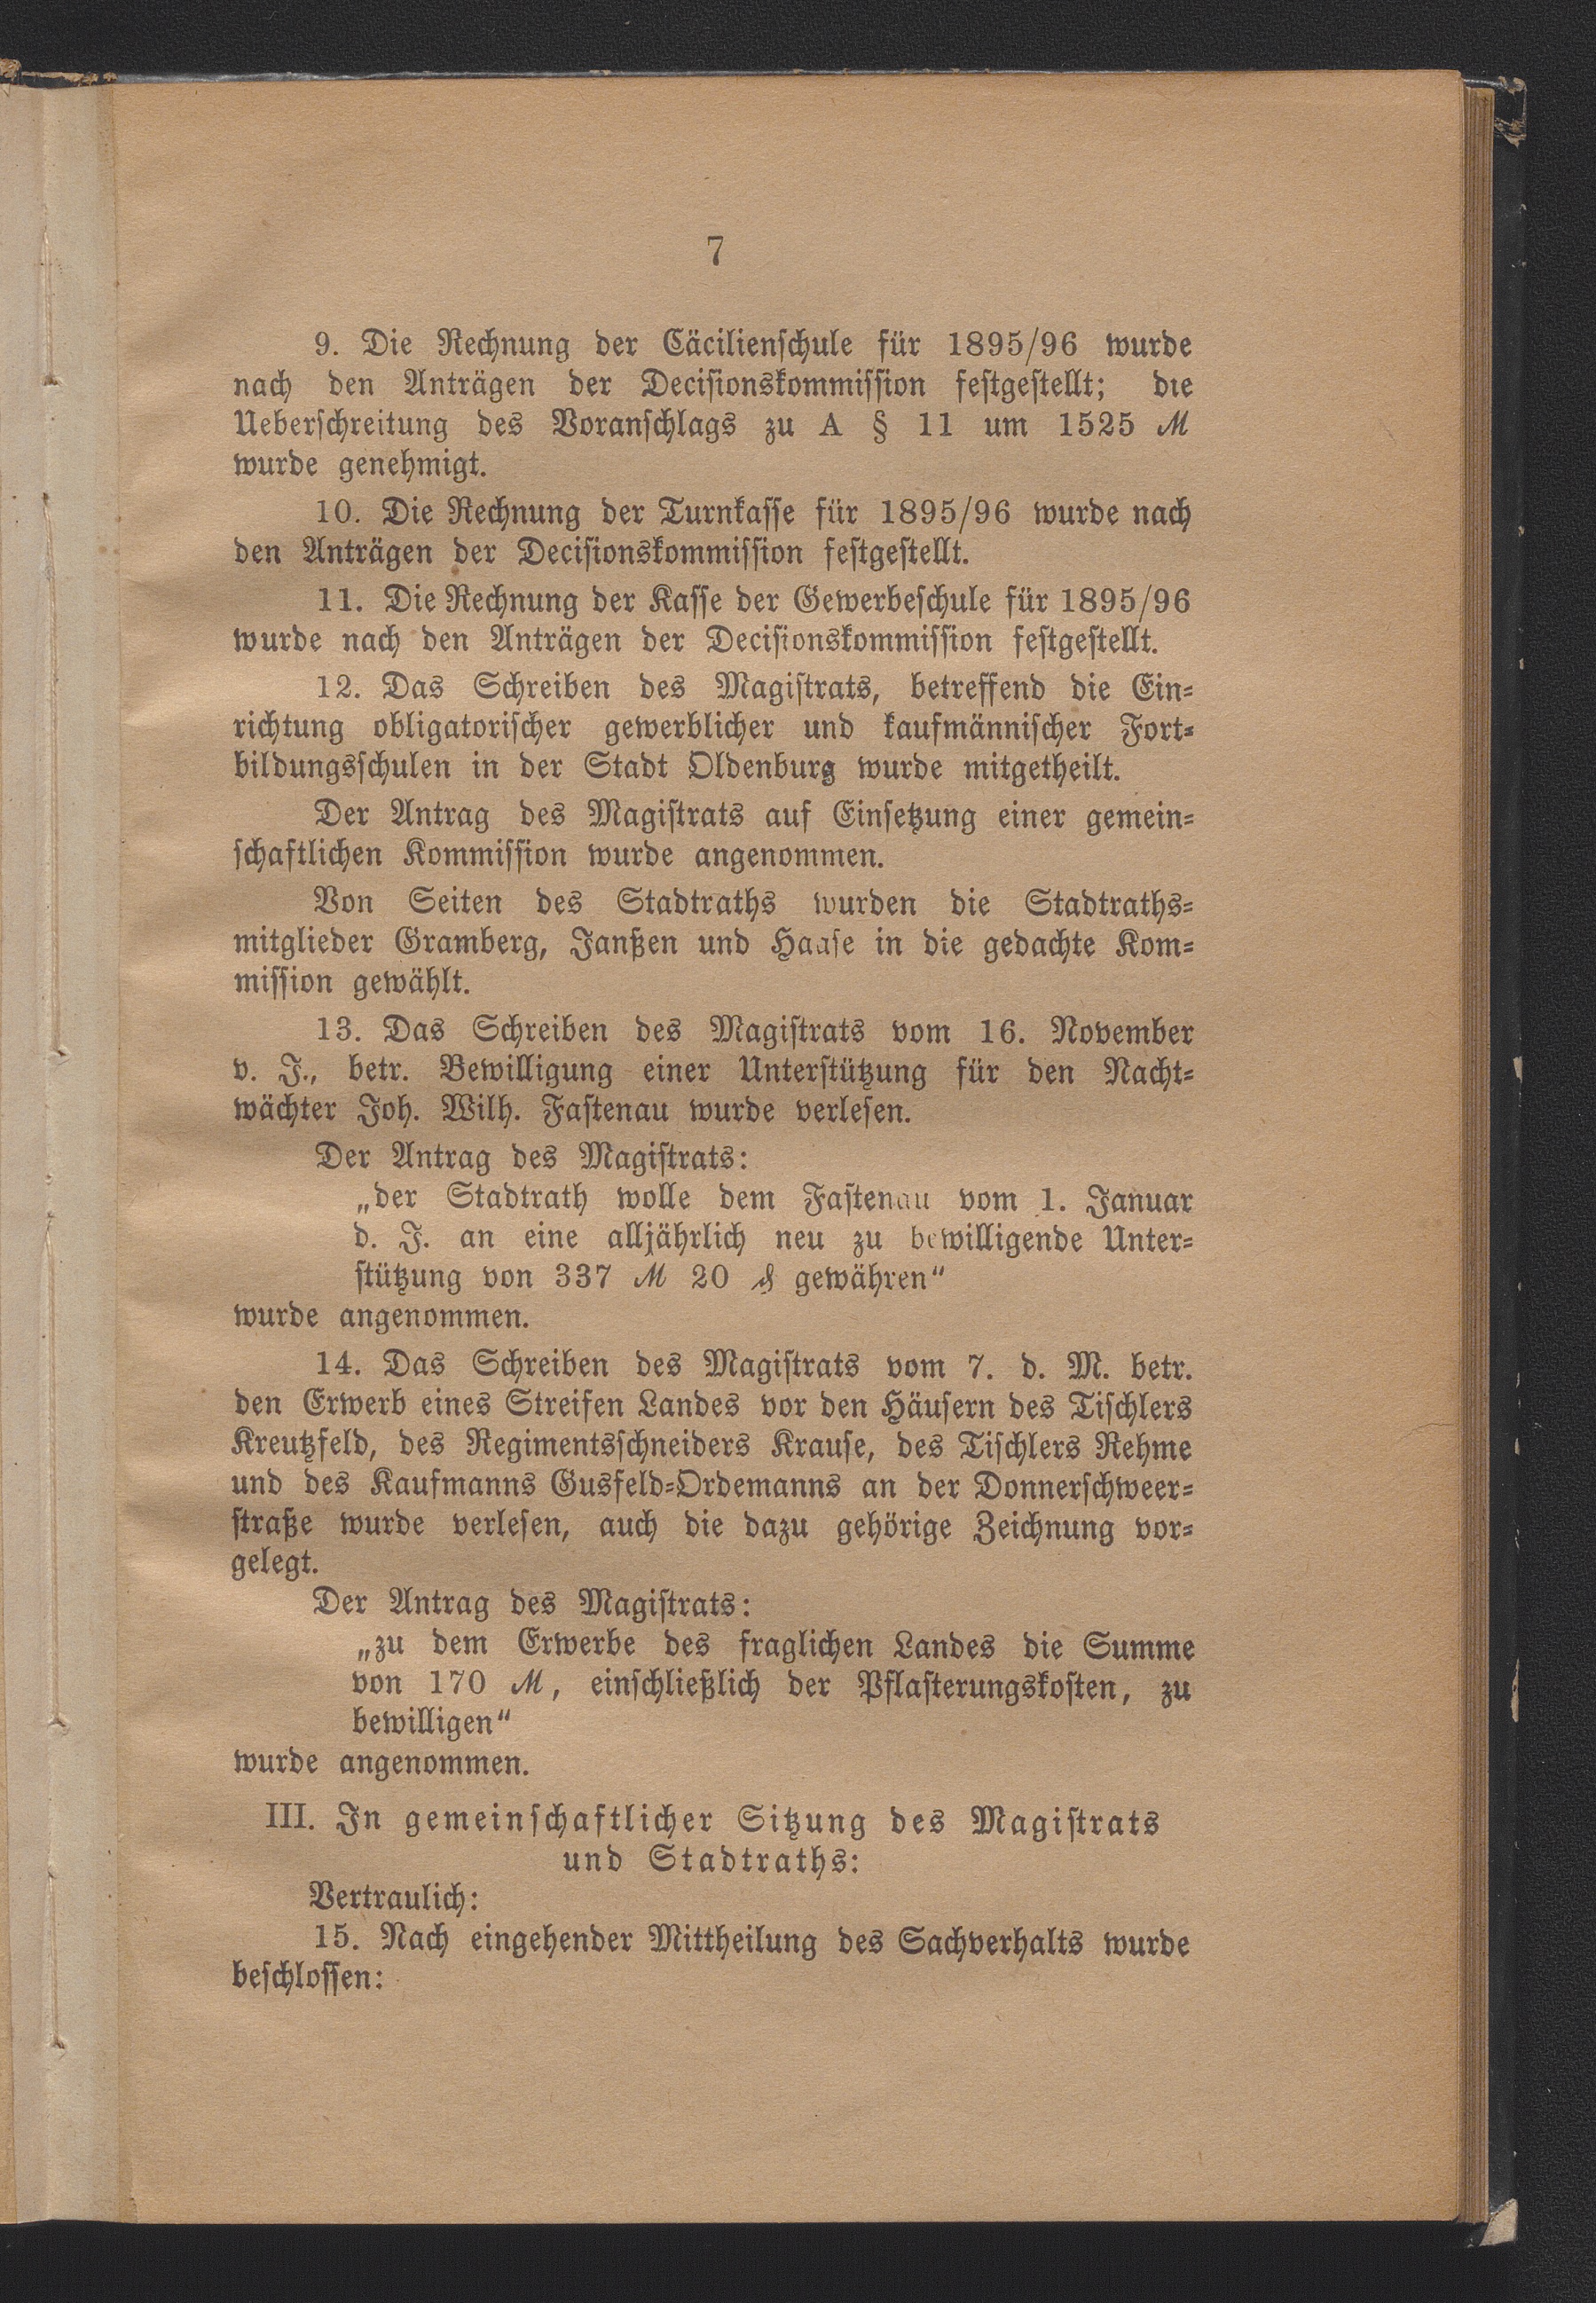 7
9. Die Rechnung der Cäcilienschule für 1895/96 wurde
nach den Anträgen der Decisionskommission festgestellt; die
Ueberschreitung des Voranschlags zu A § 11 um 1525 ℳ
wurde genehmigt.
10. Die Rechnung der Turnkasse für 1895/96 wurde nach
den Anträgen der Decisionskommission festgestellt.
11. Die Rechnung der Kasse der Gewerbeschule für 1895/96
wurde nach den Anträgen der Decisionskommission festgestellt.
12. Das Schreiben des Magistrats, betreffend die Ein-
richtung obligatorischer gewerblicher und kaufmännischer Fort-
bildungsschulen in der Stadt Oldenburg wurde mitgetheilt.
Der Antrag des Magistrats auf Einsetzung einer gemein-
schaftlichen Kommission wurde angenommen.
Von Seiten des Stadtraths wurden die Stadtraths-
mitglieder Gramberg, Janßen und Haase in die gedachte Kom-
mission gewählt.
13. Das Schreiben des Magistrats vom 16. November
v. J., betr. Bewilligung einer Unterstützung für den Nacht-
wächter Joh. Wilh. Fastenau wurde verlesen.
Der Antrag des Magistrats:
„der Stadtrath wolle dem Fastenau vom 1. Januar
d. J. an eine alljährlich neu zu bewilligende Unter-
stützung von 337 ℳ 20 ₰ gewähren“
wurde angenommen.
14. Das Schreiben des Magistrats vom 7. d. M. betr.
den Erwerb eines Streifen Landes vor den Häusern des Tischlers
Kreutzfeld, des Regimentsschneiders Krause, des Tischlers Rehme
und des Kaufmanns Gusfeld-Ordemanns an der Donnerschweer-
straße wurde verlesen, auch die dazu gehörige Zeichnung vor-
gelegt.
Der Antrag des Magistrats:
„zu dem Erwerbe des fraglichen Landes die Summe
von 170 ℳ, einschließlich der Pflasterungskosten, zu
bewilligen“
wurde angenommen.
III. In gemeinschaftlicher Sitzung des Magistrats
und Stadtraths:
Vertraulich:
15. Nach eingehender Mittheilung des Sachverhalts wurde
beschlossen: